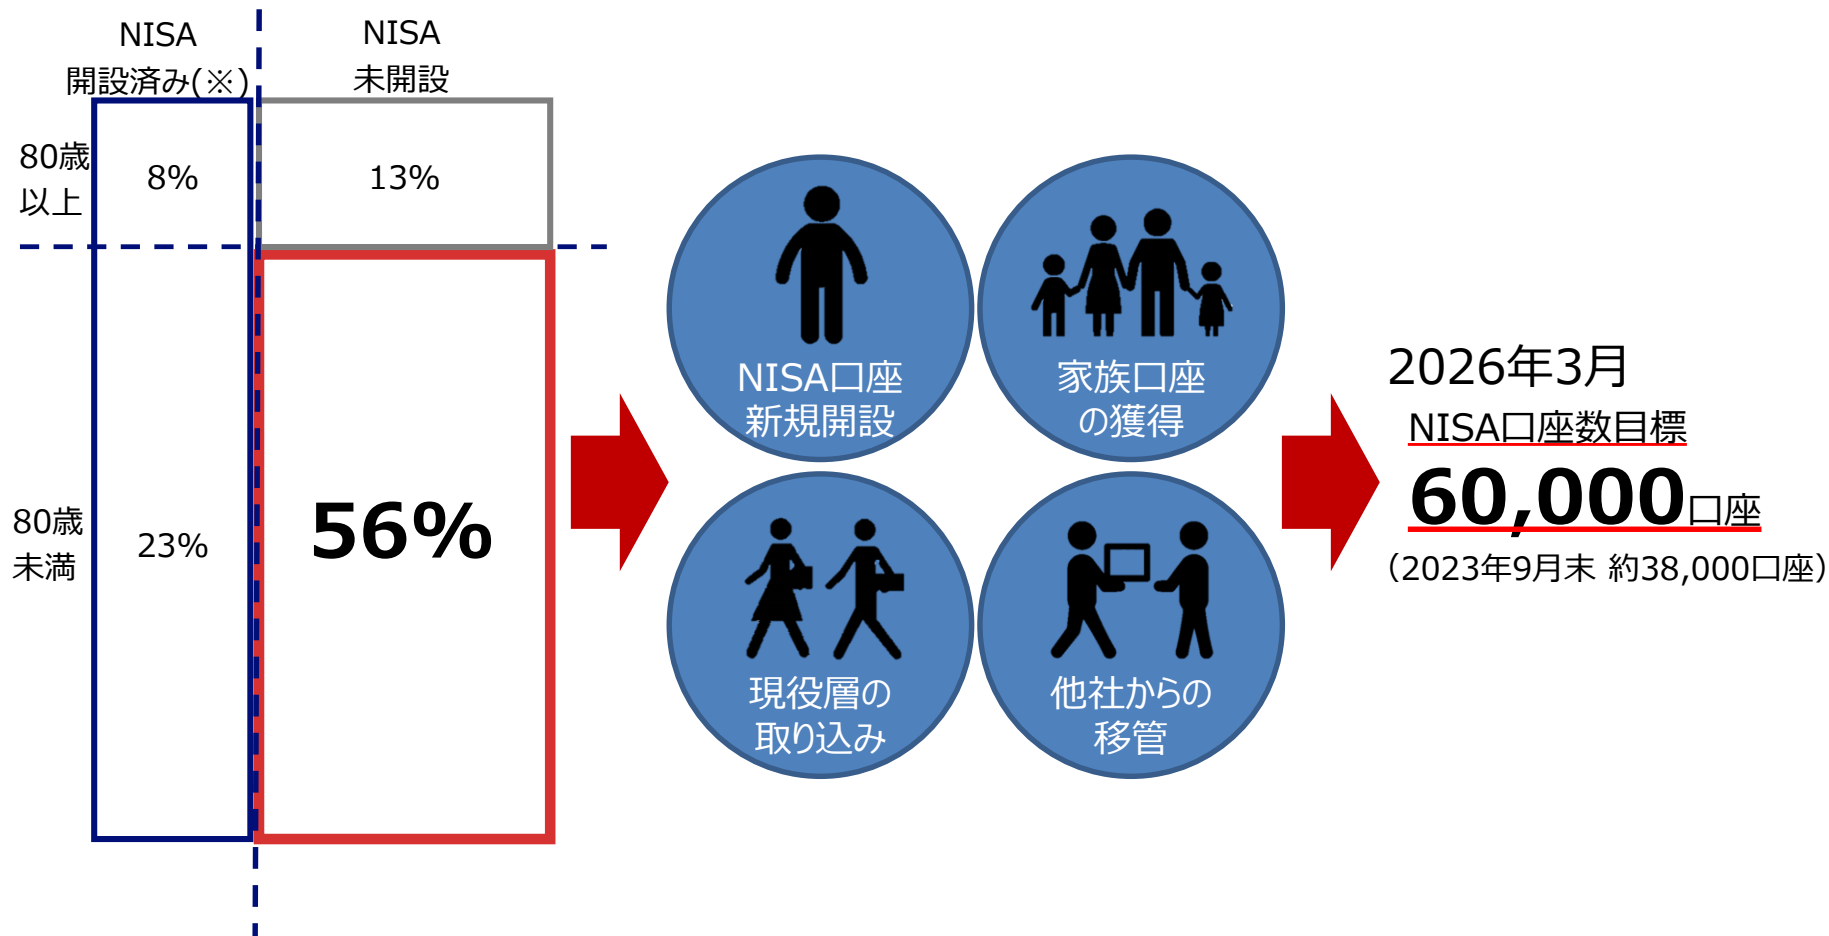 NISA
開設済み(※)
NISA
未開設
80歳
以上
8%
13%
80歳
未満
23%
56%
NISA口座
新規開設
家族口座
の獲得
現役層の
取り込み
他社からの
移管
2026年3月
NISA口座数目標
60,000口座
（2023年9月末 約38,000口座）